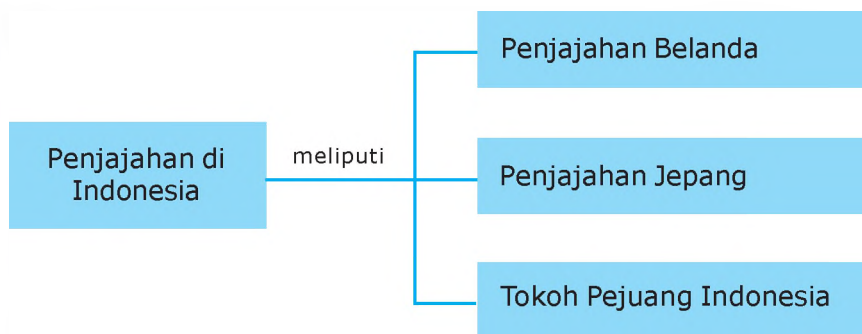 Penjajahan di
Indonesia
meliputi
Penjajahan Belanda
Penjajahan Jepang
Tokoh Pejuang Indonesia